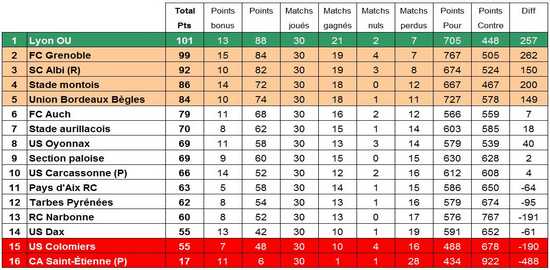 Total Points Points Matchs Matchs Matchs Matchs Points Points Diff
Pts bonus joués gagnés nuls perdus Pour Contre
1 Lyon OU 101 13 88 30 21 2 7 705 448 257
2 FC Grenoble 99 15 84 30 19 4 7 767 505 262
3 SC Albi (R) 92 10 82 30 19 3 8 674 524 150
4 Stade montois 86 14 72 30 18 0 12 667 467 200
5 Union Bordeaux Bègles 84 10 74 30 18 1 11 727 578 149
6 FC Auch 79 11 68 30 16 2 12 566 559 7
7 Stade aurillacois 70 8 62 30 15 1 14 603 585 18
8 US Oyonnax 69 11 58 30 13 3 14 579 539 40
9 Section paloise 69 9 60 30 15 0 15 630 628 2
10 US Carcassonne (P) 66 14 52 30 12 2 16 612 608 4
11 Pays d'Aix RC 63 5 58 30 14 1 15 586 650 -64
12 Tarbes Pyrénées 62 8 54 30 13 1 16 579 674 -95
13 RC Narbonne 60 8 52 30 13 0 17 576 767 -191
14 US Dax 55 13 42 30 10 1 19 591 652 -61
15 US Colomiers 55 7 48 30 10 4 16 488 678 -190
16 CA Saint-Étienne (P) 17 11 6 30 1 1 28 434 922 -488